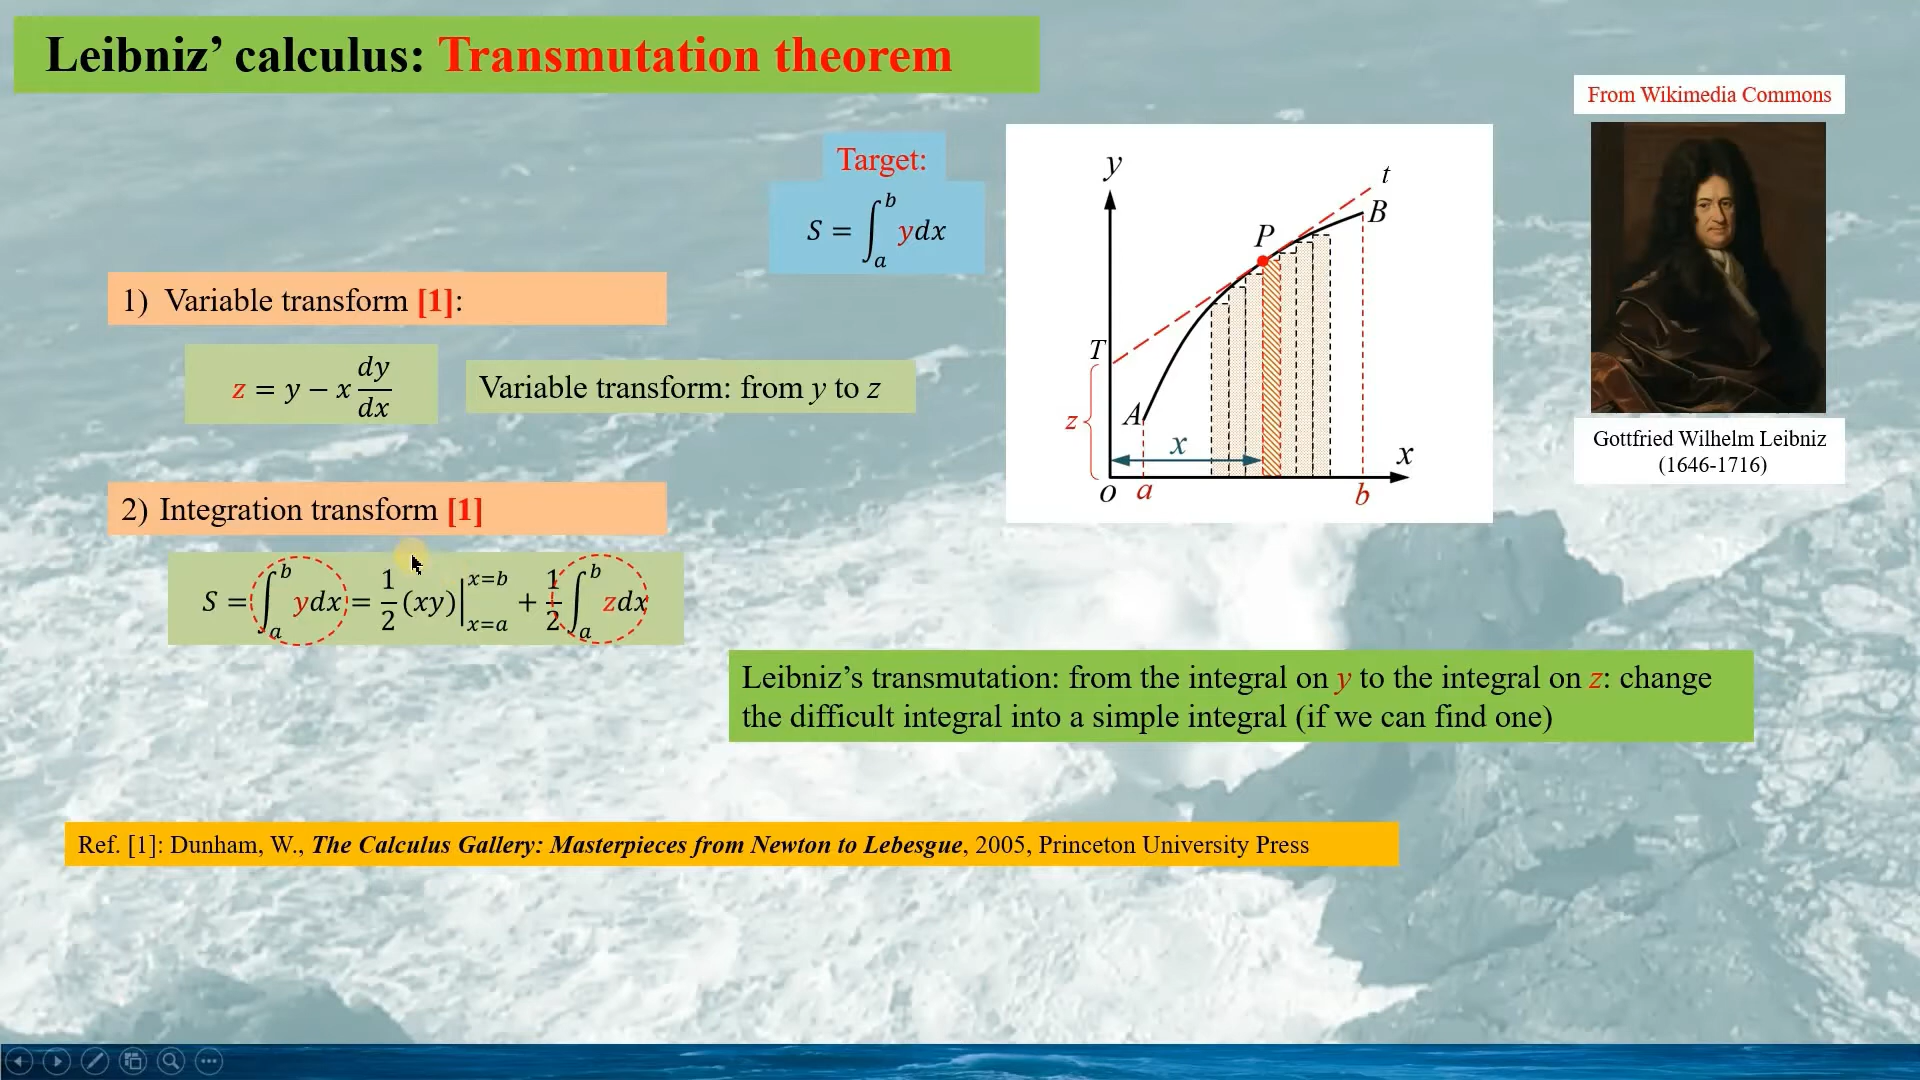 Leibniz’ calculus: Transmutation theorem
From Wikimedia Commons
Target:
S = ∫_a^b ydx
1) Variable transform [1]:
z = y − x dy/dx
Variable transform: from y to z
y
t
B
P
T
A
z
x
x
o
a
b
Gottfried Wilhelm Leibniz
(1646-1716)
2) Integration transform [1]
S = ∫_a^b ydx = 1/2 (xy)|_{x=a}^{x=b} + 1/2 ∫_a^b zdx
Leibniz’s transmutation: from the integral on y to the integral on z: change
the difficult integral into a simple integral (if we can find one)
Ref. [1]: Dunham, W., The Calculus Gallery: Masterpieces from Newton to Lebesgue, 2005, Princeton University Press